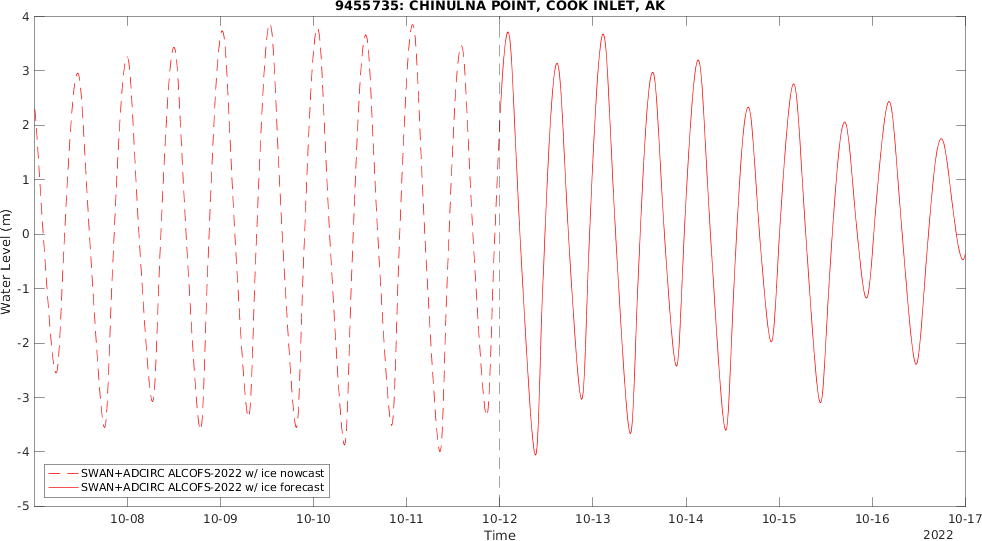 9455735: CHINULNA POINT, COOK INLET, AK
Water Level (m)
4
3
2
1
0
-1
-2
-3
-4
-5
SWAN+ADCIRC ALCOFS-2022 w/ ice nowcast
SWAN+ADCIRC ALCOFS-2022 w/ ice forecast
10-08 10-09 10-10 10-11 10-12 10-13 10-14 10-15 10-16 10-17
Time
2022